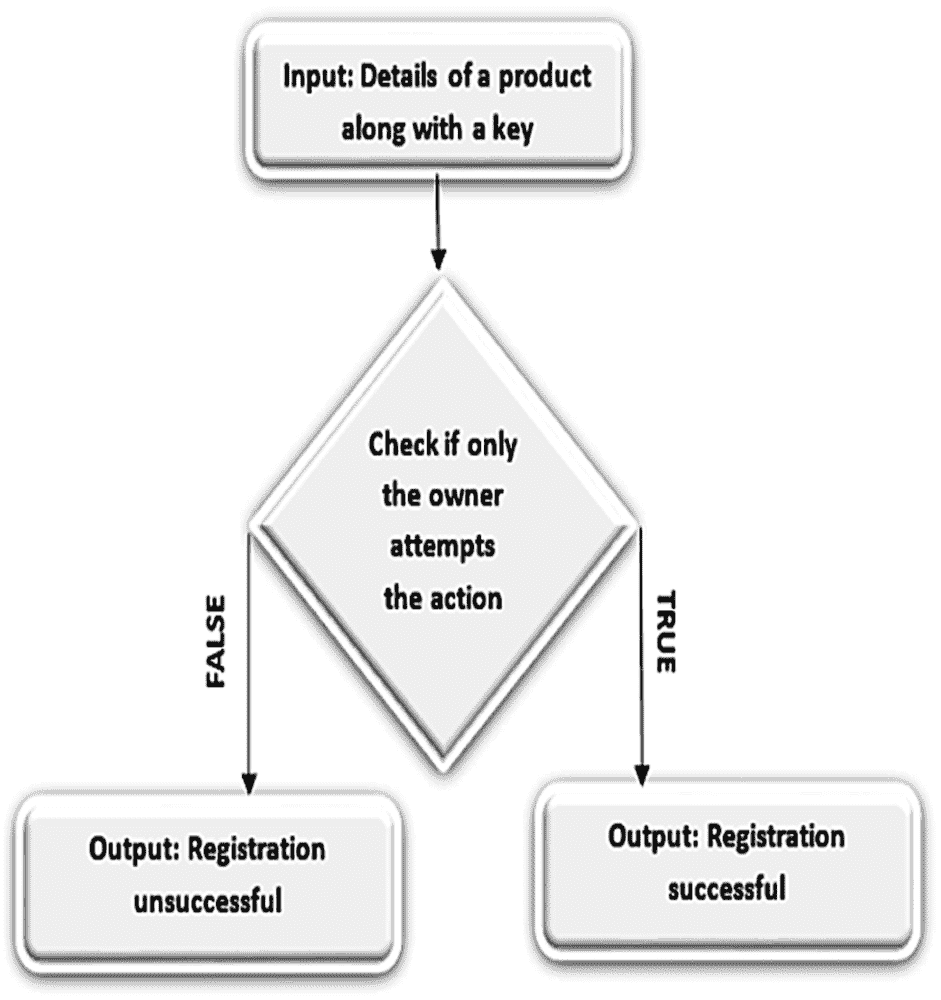 Input: Details of a product
along with a key
Check if only
the owner
attempts
the action
FALSE
TRUE
Output: Registration
unsuccessful
Output: Registration
successful